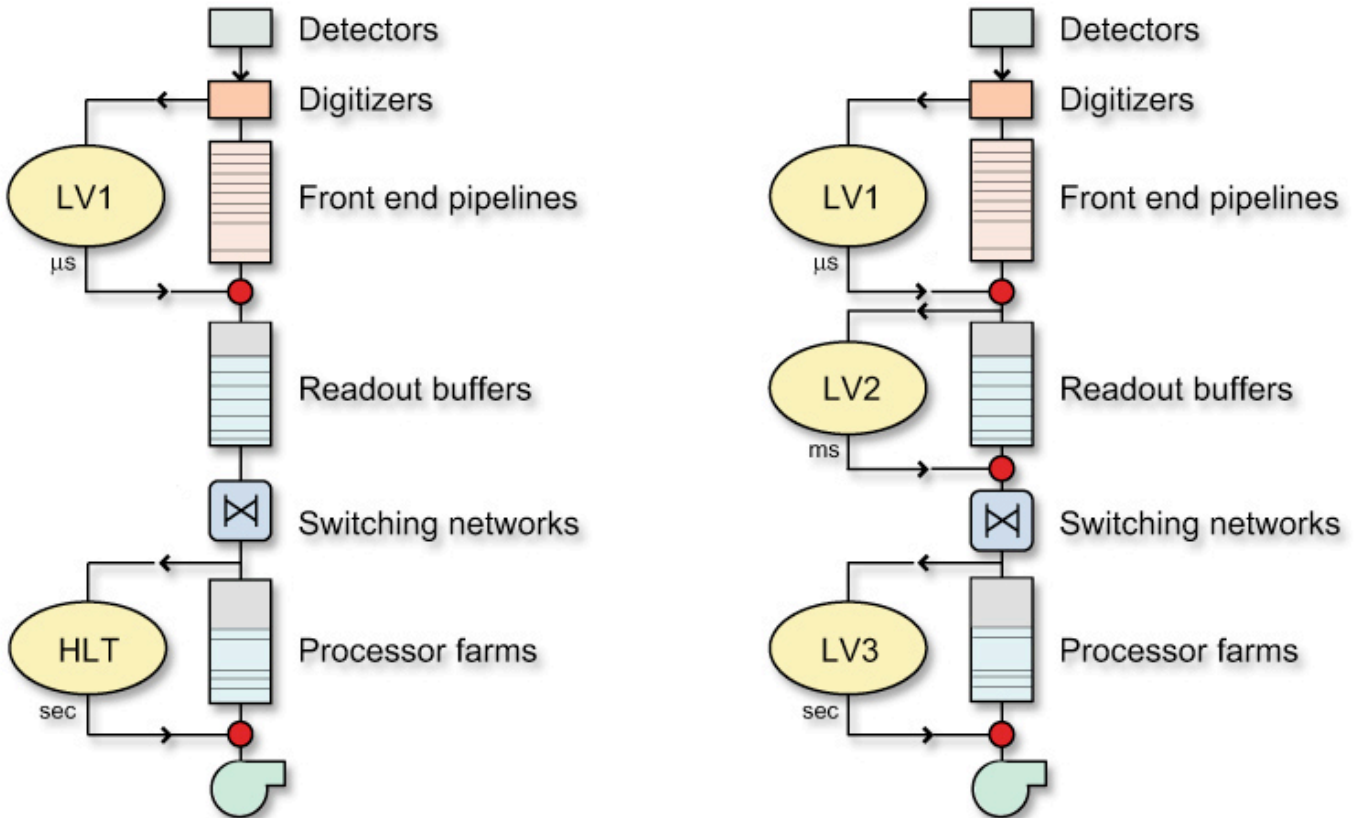 Detectors
Digitizers
LV1
Front end pipelines
μs
Readout buffers
Switching networks
HLT
Processor farms
sec
Detectors
Digitizers
LV1
Front end pipelines
μs
LV2
Readout buffers
ms
Switching networks
LV3
Processor farms
sec